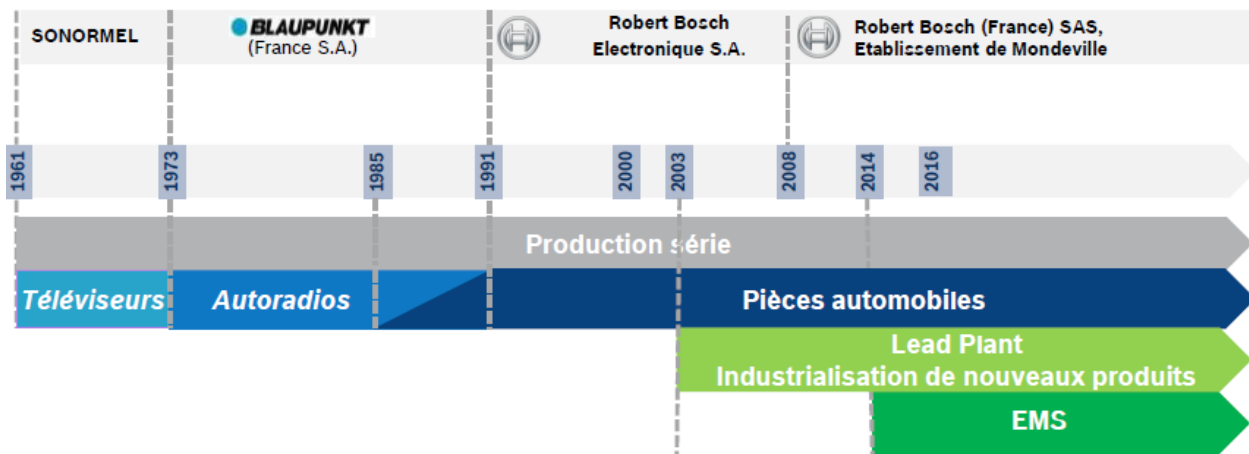 SONORMEL
BLAUPUNKT
(France S.A.)
Robert Bosch
Electronique S.A.
Robert Bosch (France) SAS,
Etablissement de Mondeville
1961
1973
1985
1991
2000
2003
2008
2014
2016
Production série
Téléviseurs
Autoradios
Pièces automobiles
Lead Plant
Industrialisation de nouveaux produits
EMS